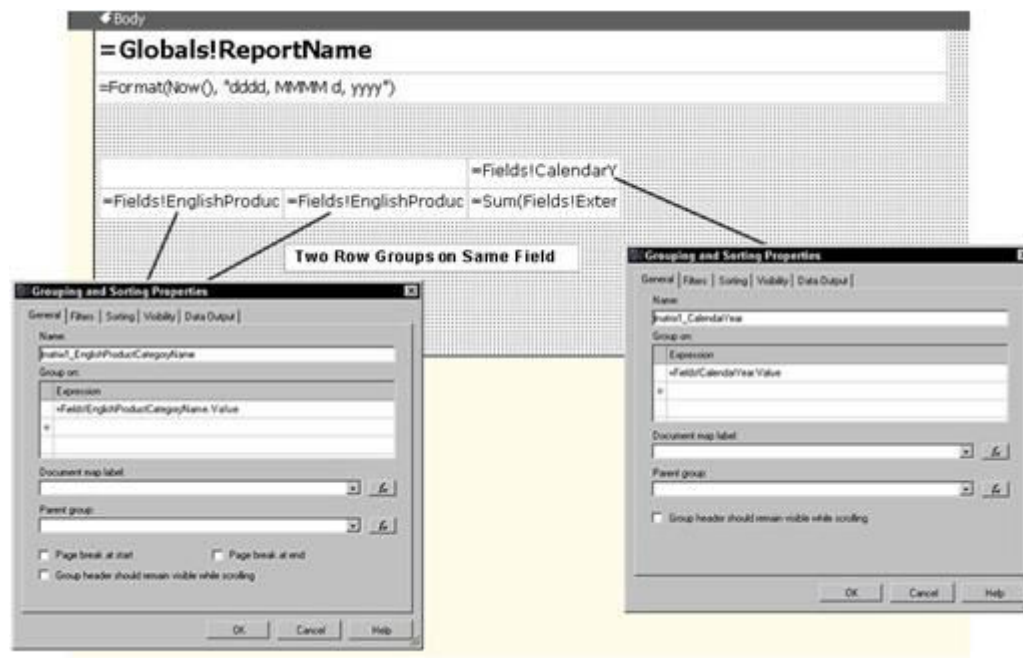 Body
=Globals!ReportName
=Format(Now(), "dddd, MMMM d, yyyy")
=Fields!CalendarY
=Fields!EnglishProduc =Fields!EnglishProduc =Sum(Fields!Exter
Two Row Groups on Same Field
Grouping and Sorting Properties
General Filters Sorting Visibility Data Output
Name:
matrix1_EnglishProductCategoryName
Group on:
Expression
=Fields!EnglishProductCategoryName.Value
Document map label:
fx
Parent group:
fx
Page break at start Page break at end
Group header should remain visible while scrolling
OK Cancel Help
Grouping and Sorting Properties
General Filters Sorting Visibility Data Output
Name:
matrix1_CalendarYear
Group on:
Expression
=Fields!CalendarYear.Value
Document map label:
fx
Parent group:
fx
Group header should remain visible while scrolling
OK Cancel Help